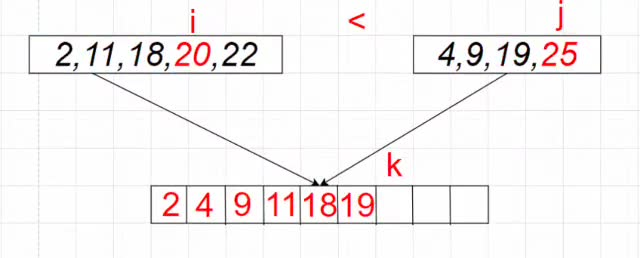 i < j
2,11,18,20,22 4,9,19,25
k
2 4 9 11 18 19